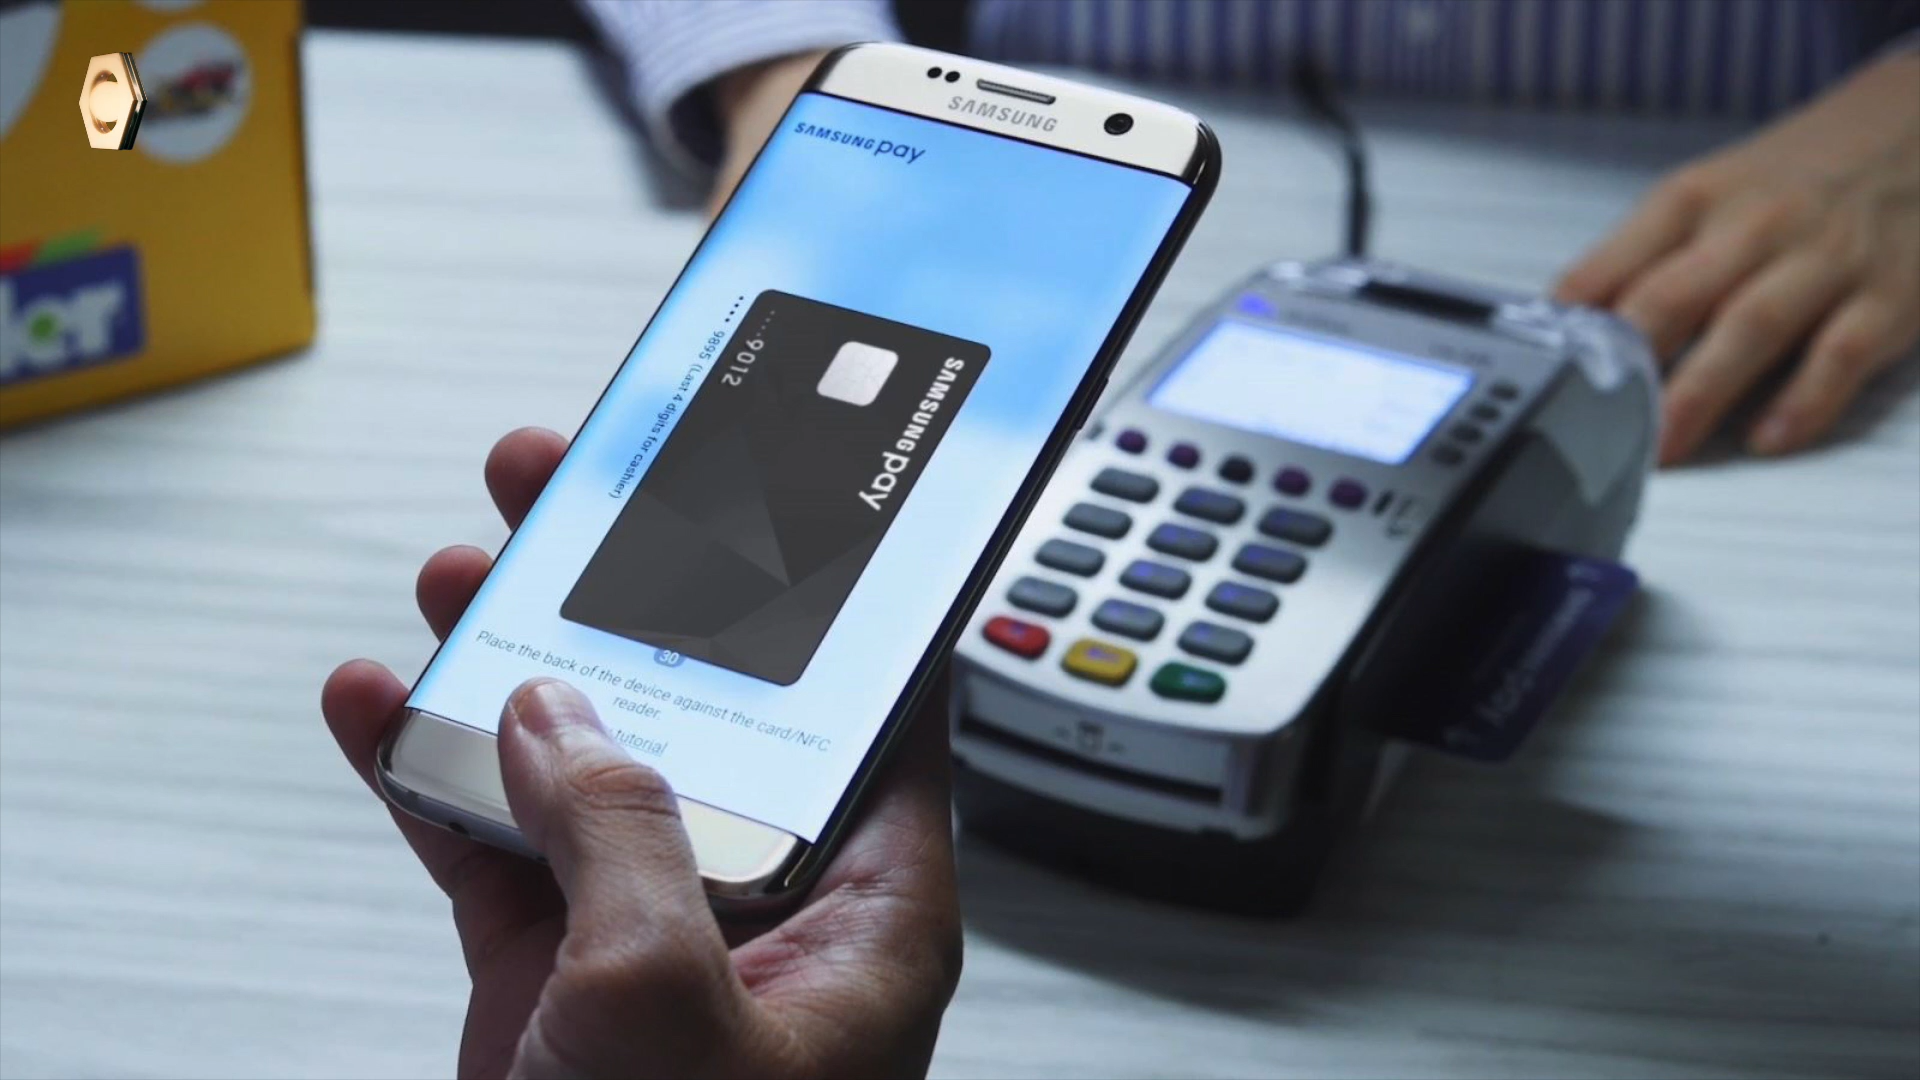 SAMSUNG
SAMSUNG pay
••••9895 (Last 4 digits for cashier)
••••9012
SAMSUNG pay
30
Place the back of the device against the card/NFC
reader.
tutorial